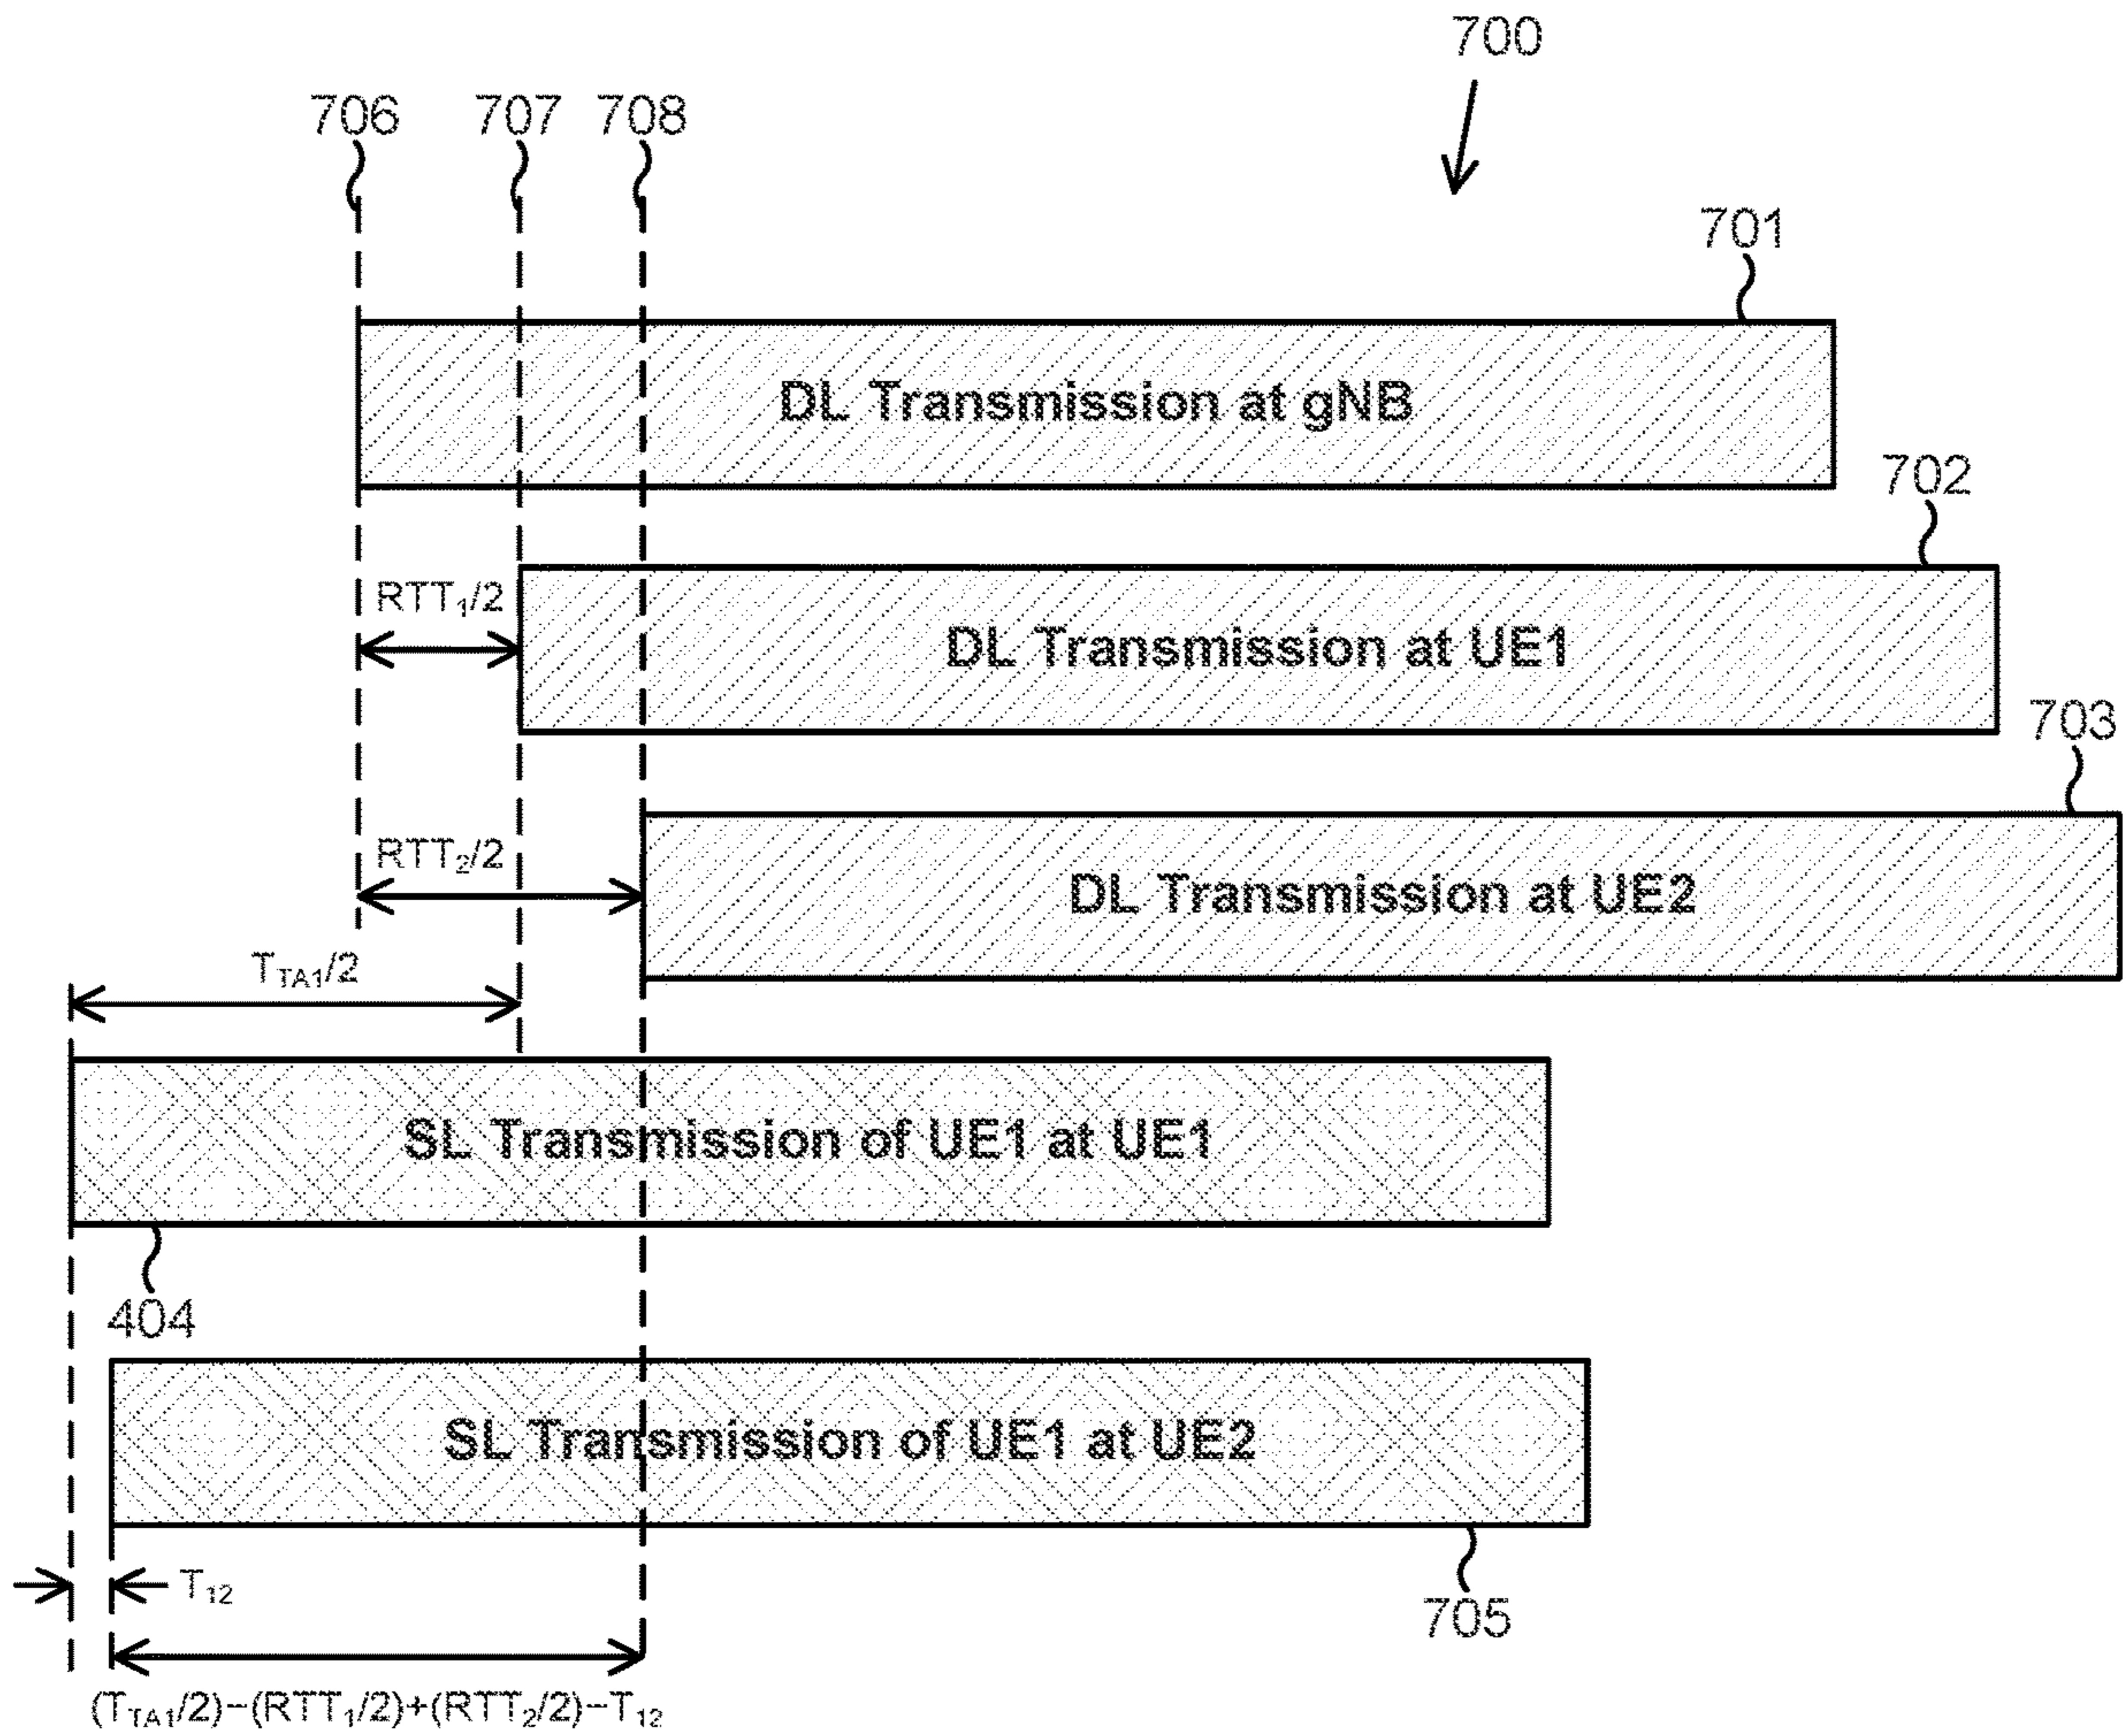 700
706 707 708
701
DL Transmission at gNB
702
RTT₁/2
DL Transmission at UE1
703
RTT₂/2
DL Transmission at UE2
T_TA1/2
SL Transmission of UE1 at UE1
404
SL Transmission of UE1 at UE2
T₁₂
705
(T_TA1/2)−(RTT₁/2)+(RTT₂/2)−T₁₂